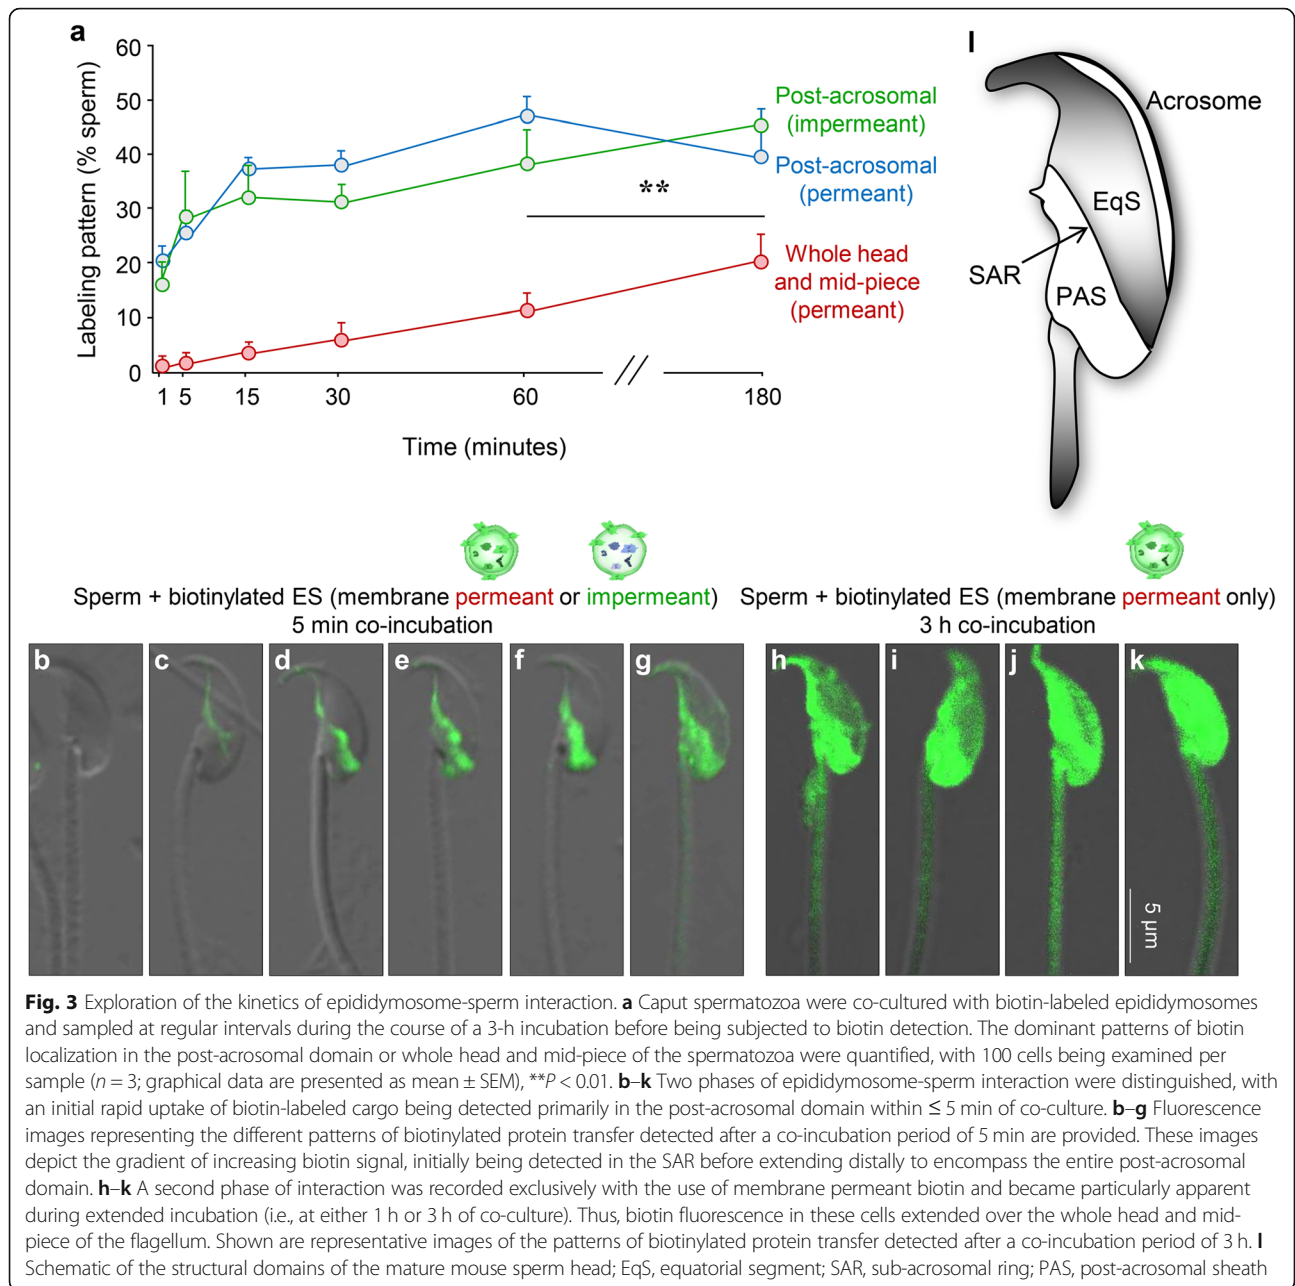 a
60
50
40
30
20
10
0
Labeling pattern (% sperm)
1 5 15 30 60 180
Time (minutes)
**
Post-acrosomal
(impermeant)
Post-acrosomal
(permeant)
Whole head
and mid-piece
(permeant)
l
Acrosome
EqS
SAR
PAS
Sperm + biotinylated ES (membrane permeant or impermeant)
5 min co-incubation
Sperm + biotinylated ES (membrane permeant only)
3 h co-incubation
b c d e f g h i j k
5 µm
Fig. 3 Exploration of the kinetics of epididymosome-sperm interaction. a Caput spermatozoa were co-cultured with biotin-labeled epididymosomes
and sampled at regular intervals during the course of a 3-h incubation before being subjected to biotin detection. The dominant patterns of biotin
localization in the post-acrosomal domain or whole head and mid-piece of the spermatozoa were quantified, with 100 cells being examined per
sample (n = 3; graphical data are presented as mean ± SEM), **P < 0.01. b–k Two phases of epididymosome-sperm interaction were distinguished, with
an initial rapid uptake of biotin-labeled cargo being detected primarily in the post-acrosomal domain within ≤ 5 min of co-culture. b–g Fluorescence
images representing the different patterns of biotinylated protein transfer detected after a co-incubation period of 5 min are provided. These images
depict the gradient of increasing biotin signal, initially being detected in the SAR before extending distally to encompass the entire post-acrosomal
domain. h–k A second phase of interaction was recorded exclusively with the use of membrane permeant biotin and became particularly apparent
during extended incubation (i.e., at either 1 h or 3 h of co-culture). Thus, biotin fluorescence in these cells extended over the whole head and mid-
piece of the flagellum. Shown are representative images of the patterns of biotinylated protein transfer detected after a co-incubation period of 3 h. l
Schematic of the structural domains of the mature mouse sperm head; EqS, equatorial segment; SAR, sub-acrosomal ring; PAS, post-acrosomal sheath